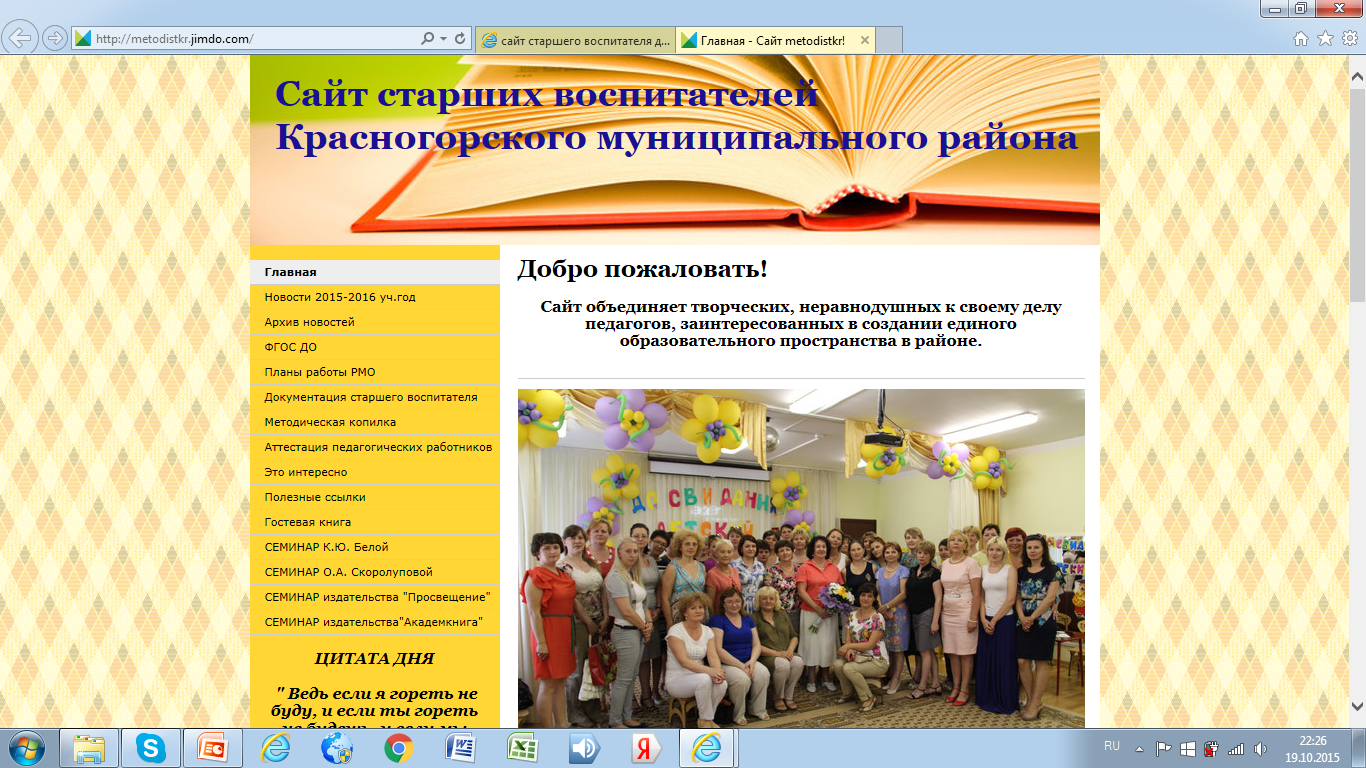 http://metodistkr.jimdo.com/
сайт старшего воспитателя д...
Главная - Сайт metodistkr!
Сайт старших воспитателей
Красногорского муниципального района
Главная
Новости 2015-2016 уч.год
Архив новостей
ФГОС ДО
Планы работы РМО
Документация старшего воспитателя
Методическая копилка
Аттестация педагогических работников
Это интересно
Полезные ссылки
Гостевая книга
СЕМИНАР К.Ю. Белой
СЕМИНАР О.А. Скоролуповой
СЕМИНАР издательства "Просвещение"
СЕМИНАР издательства"Академкнига"
ЦИТАТА ДНЯ
" Ведь если я гореть не
буду, и если ты гореть
Добро пожаловать!
Сайт объединяет творческих, неравнодушных к своему делу
педагогов, заинтересованных в создании единого
образовательного пространства в районе.
ДО СВИДАНИ
ДЕТСКИЙ
RU
22:26
19.10.2015